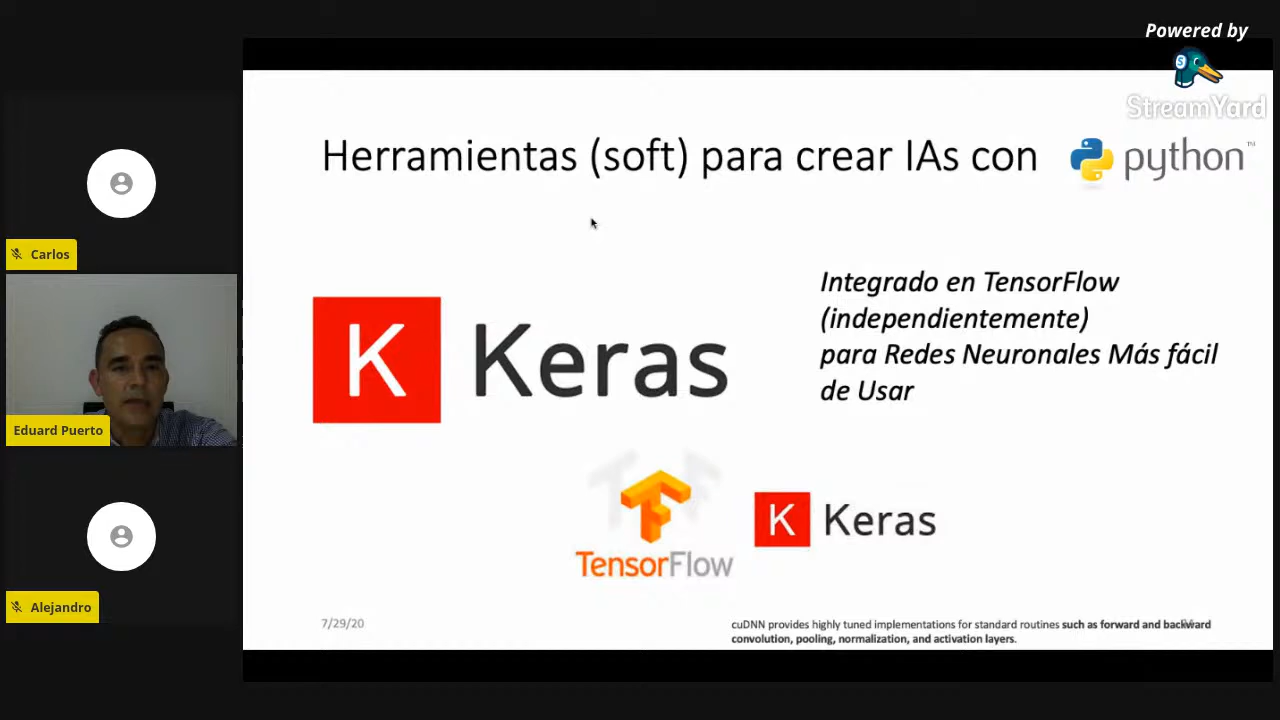 Powered by
StreamYard
Herramientas (soft) para crear IAs con
python™
Carlos
Eduard Puerto
Alejandro
K Keras
Integrado en TensorFlow
(independientemente)
para Redes Neuronales Más fácil
de Usar
TensorFlow
K Keras
7/29/20
cuDNN provides highly tuned implementations for standard routines such as forward and backward
convolution, pooling, normalization, and activation layers.